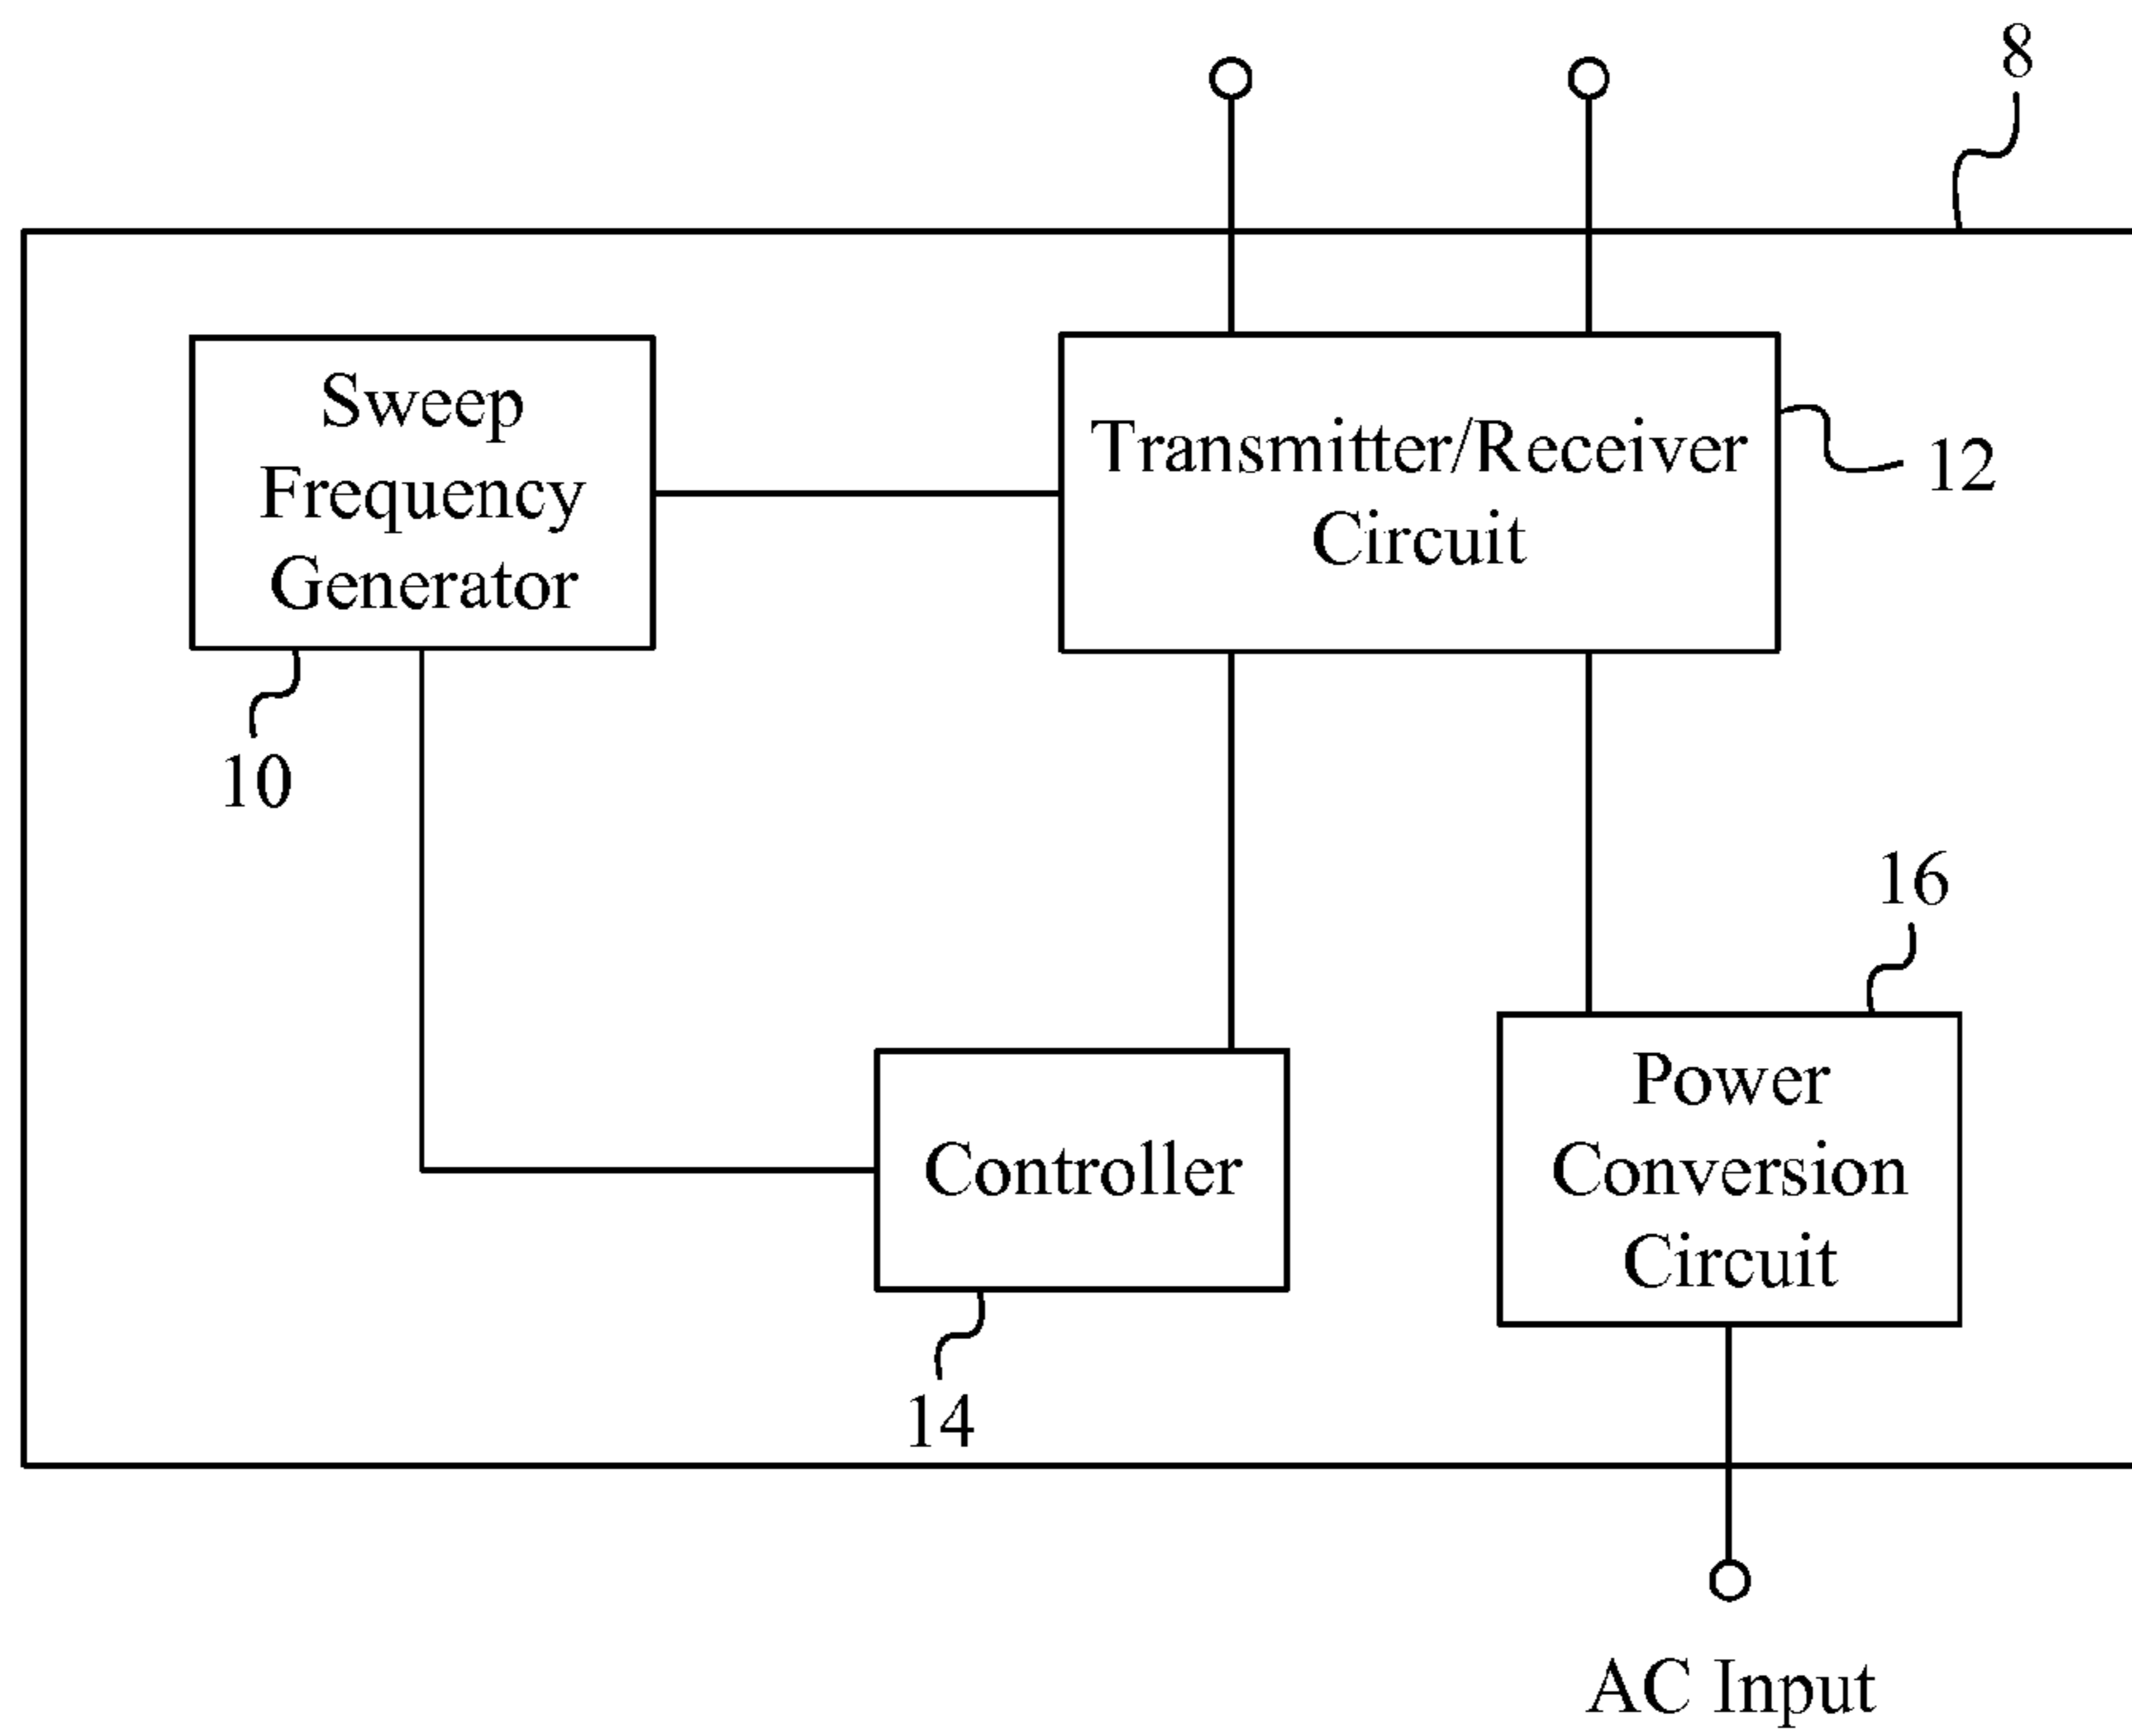 8
Sweep
Frequency
Generator
Transmitter/Receiver
Circuit
12
10
16
Controller
Power
Conversion
Circuit
14
AC Input